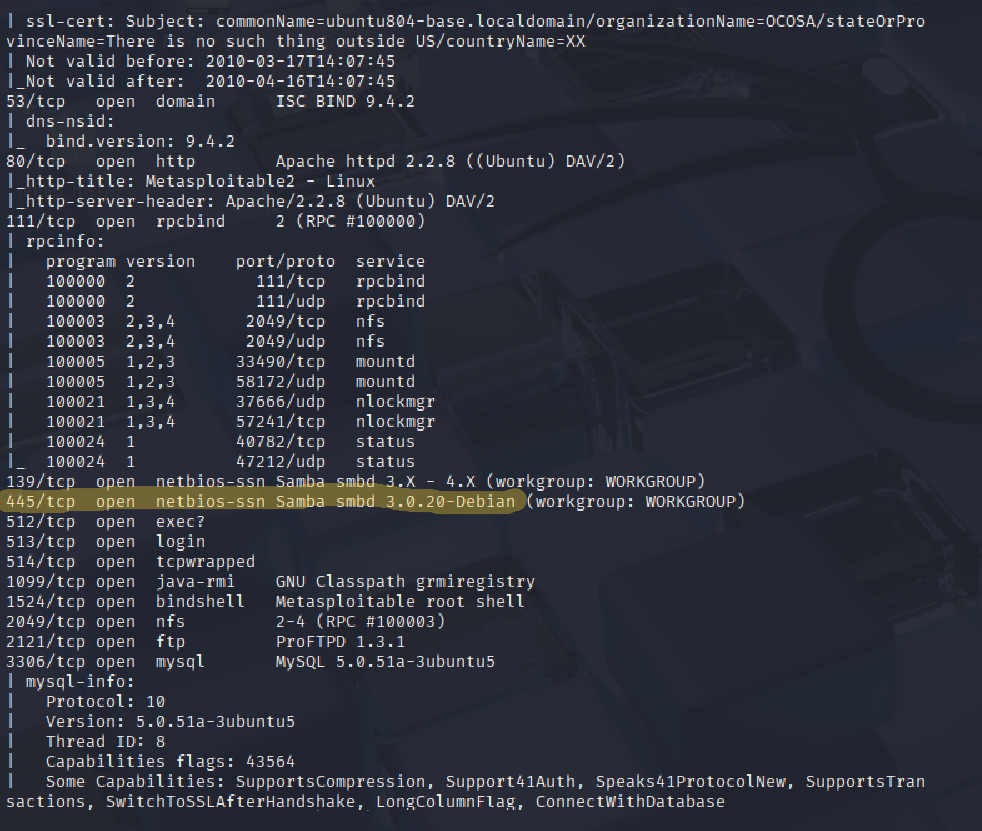 | ssl-cert: Subject: commonName=ubuntu804-base.localdomain/organizationName=OCOSA/stateOrPro
vinceName=There is no such thing outside US/countryName=XX
| Not valid before: 2010-03-17T14:07:45
|_Not valid after:  2010-04-16T14:07:45
53/tcp   open  domain      ISC BIND 9.4.2
| dns-nsid:
|_  bind.version: 9.4.2
80/tcp   open  http        Apache httpd 2.2.8 ((Ubuntu) DAV/2)
|_http-title: Metasploitable2 - Linux
|_http-server-header: Apache/2.2.8 (Ubuntu) DAV/2
111/tcp  open  rpcbind     2 (RPC #100000)
| rpcinfo:
|   program version    port/proto  service
|   100000  2            111/tcp   rpcbind
|   100000  2            111/udp   rpcbind
|   100003  2,3,4       2049/tcp   nfs
|   100003  2,3,4       2049/udp   nfs
|   100005  1,2,3      33490/tcp   mountd
|   100005  1,2,3      58172/udp   mountd
|   100021  1,3,4      37666/udp   nlockmgr
|   100021  1,3,4      57241/tcp   nlockmgr
|   100024  1          40782/tcp   status
|_  100024  1          47212/udp   status
139/tcp  open  netbios-ssn Samba smbd 3.X - 4.X (workgroup: WORKGROUP)
445/tcp  open  netbios-ssn Samba smbd 3.0.20-Debian (workgroup: WORKGROUP)
512/tcp  open  exec?
513/tcp  open  login
514/tcp  open  tcpwrapped
1099/tcp open  java-rmi    GNU Classpath grmiregistry
1524/tcp open  bindshell   Metasploitable root shell
2049/tcp open  nfs         2-4 (RPC #100003)
2121/tcp open  ftp         ProFTPD 1.3.1
3306/tcp open  mysql       MySQL 5.0.51a-3ubuntu5
| mysql-info:
|   Protocol: 10
|   Version: 5.0.51a-3ubuntu5
|   Thread ID: 8
|   Capabilities flags: 43564
|   Some Capabilities: SupportsCompression, Support41Auth, Speaks41ProtocolNew, SupportsTran
sactions, SwitchToSSLAfterHandshake, LongColumnFlag, ConnectWithDatabase